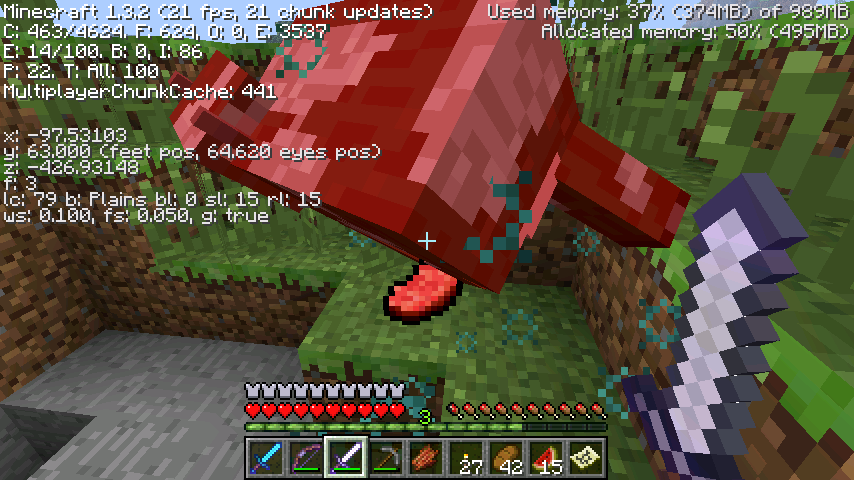 Minecraft 1.3.2 (21 fps, 21 chunk updates)
Used memory: 37% (374MB) of 989MB
C: 463/4624, F: 624, O: 0, E: 3537
Allocated memory: 50% (495MB)
E: 14/100, B: 0, I: 86
P: 22, T: All: 100
MultiplayerChunkCache: 441
x: -97.53103
y: 63.000 (feet pos, 64.620 eyes pos)
z: -426.93148
f: 3
lc: 79 b: Plains bl: 0 sl: 15 rl: 15
ws: 0.100, fs: 0.050, g: true
3
27
42
15